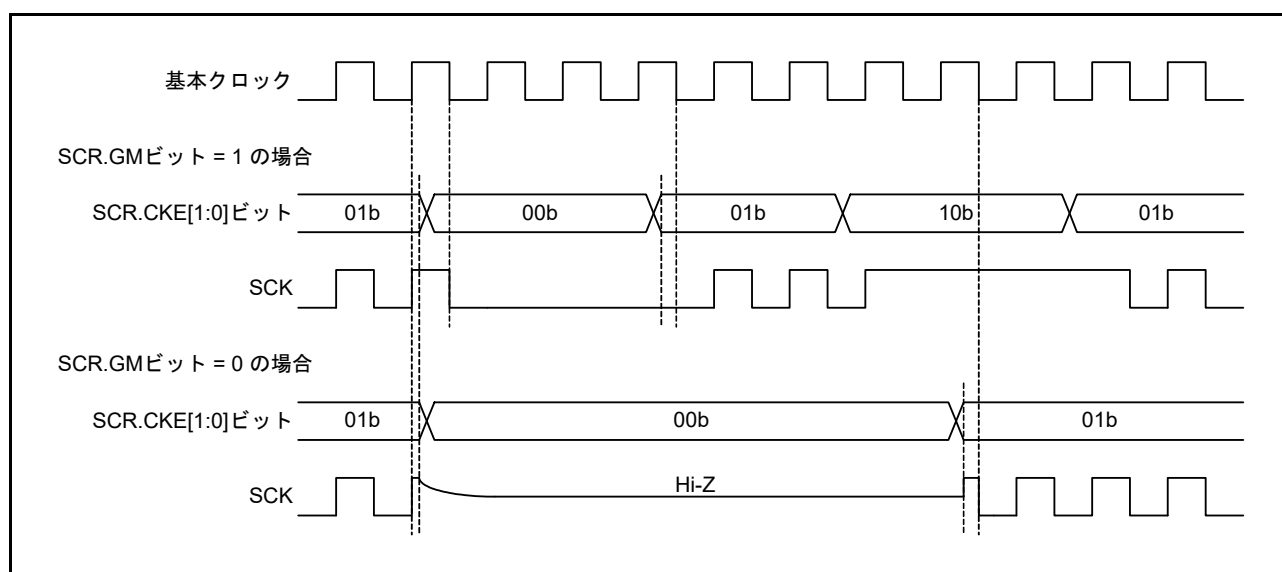 基本クロック
SCR.GMビット = 1 の場合
SCR.CKE[1:0]ビット 01b 00b 01b 10b 01b
SCK
SCR.GMビット = 0 の場合
SCR.CKE[1:0]ビット 01b 00b 01b
SCK Hi-Z